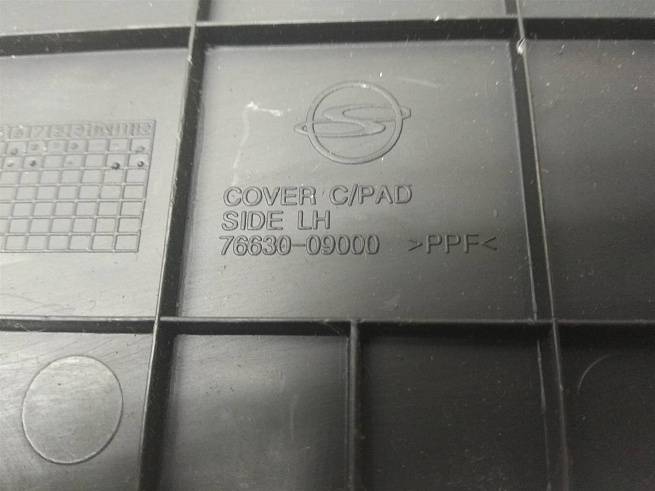 COVER C/PAD
SIDE LH
76630-09000 >PPF<